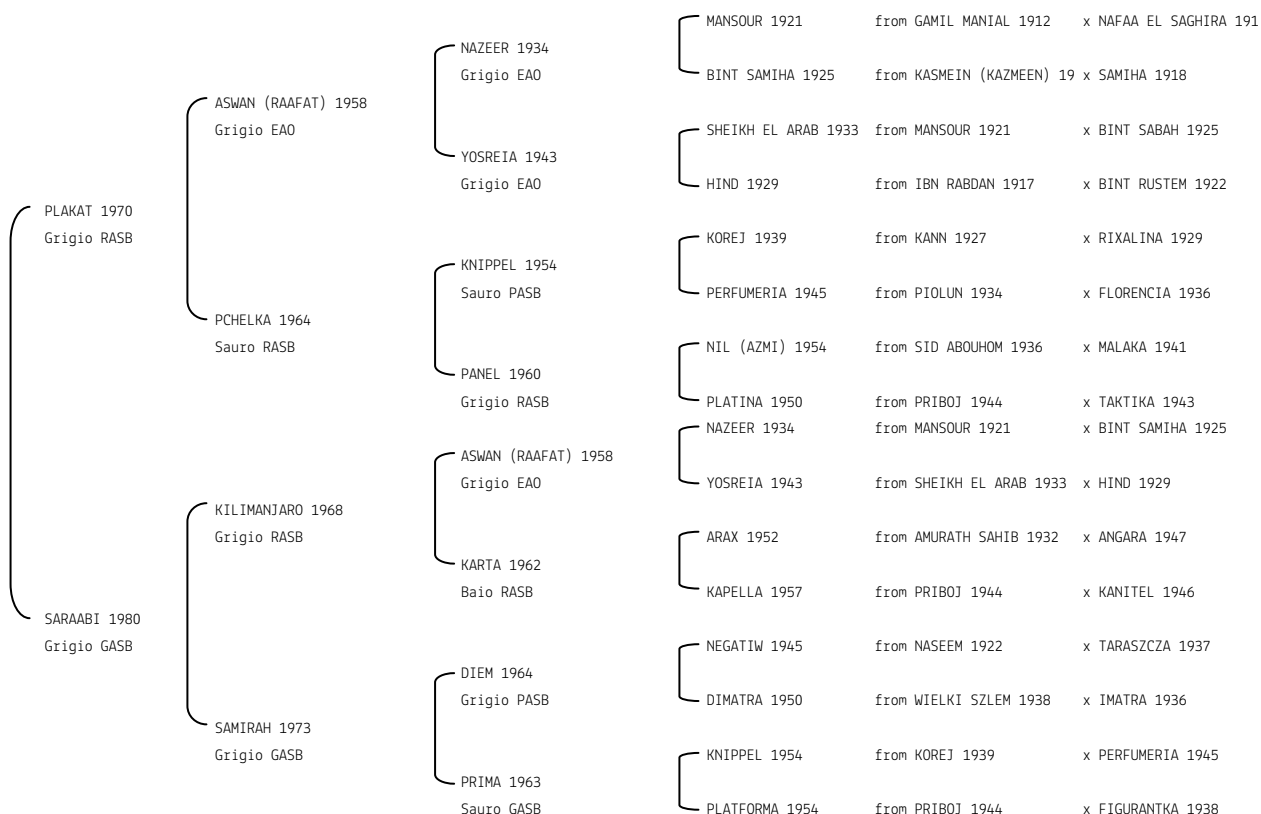 MANSOUR 1921 from GAMIL MANIAL 1912 x NAFAA EL SAGHIRA 191
NAZEER 1934
Grigio EAO
BINT SAMIHA 1925 from KASMEIN (KAZMEEN) 19 x SAMIHA 1918
ASWAN (RAAFAT) 1958
Grigio EAO
SHEIKH EL ARAB 1933 from MANSOUR 1921 x BINT SABAH 1925
YOSREIA 1943
Grigio EAO
HIND 1929 from IBN RABDAN 1917 x BINT RUSTEM 1922
PLAKAT 1970
Grigio RASB
KOREJ 1939 from KANN 1927 x RIXALINA 1929
KNIPPEL 1954
Sauro PASB
PERFUMERIA 1945 from PIOLUN 1934 x FLORENCIA 1936
PCHELKA 1964
Sauro RASB
NIL (AZMI) 1954 from SID ABOUHOM 1936 x MALAKA 1941
PANEL 1960
Grigio RASB
PLATINA 1950 from PRIBOJ 1944 x TAKTIKA 1943
NAZEER 1934 from MANSOUR 1921 x BINT SAMIHA 1925
ASWAN (RAAFAT) 1958
Grigio EAO
YOSREIA 1943 from SHEIKH EL ARAB 1933 x HIND 1929
KILIMANJARO 1968
Grigio RASB
ARAX 1952 from AMURATH SAHIB 1932 x ANGARA 1947
KARTA 1962
Baio RASB
KAPELLA 1957 from PRIBOJ 1944 x KANITEL 1946
SARAABI 1980
Grigio GASB
NEGATIW 1945 from NASEEM 1922 x TARASZCZA 1937
DIEM 1964
Grigio PASB
DIMATRA 1950 from WIELKI SZLEM 1938 x IMATRA 1936
SAMIRAH 1973
Grigio GASB
KNIPPEL 1954 from KOREJ 1939 x PERFUMERIA 1945
PRIMA 1963
Sauro GASB
PLATFORMA 1954 from PRIBOJ 1944 x FIGURANTKA 1938